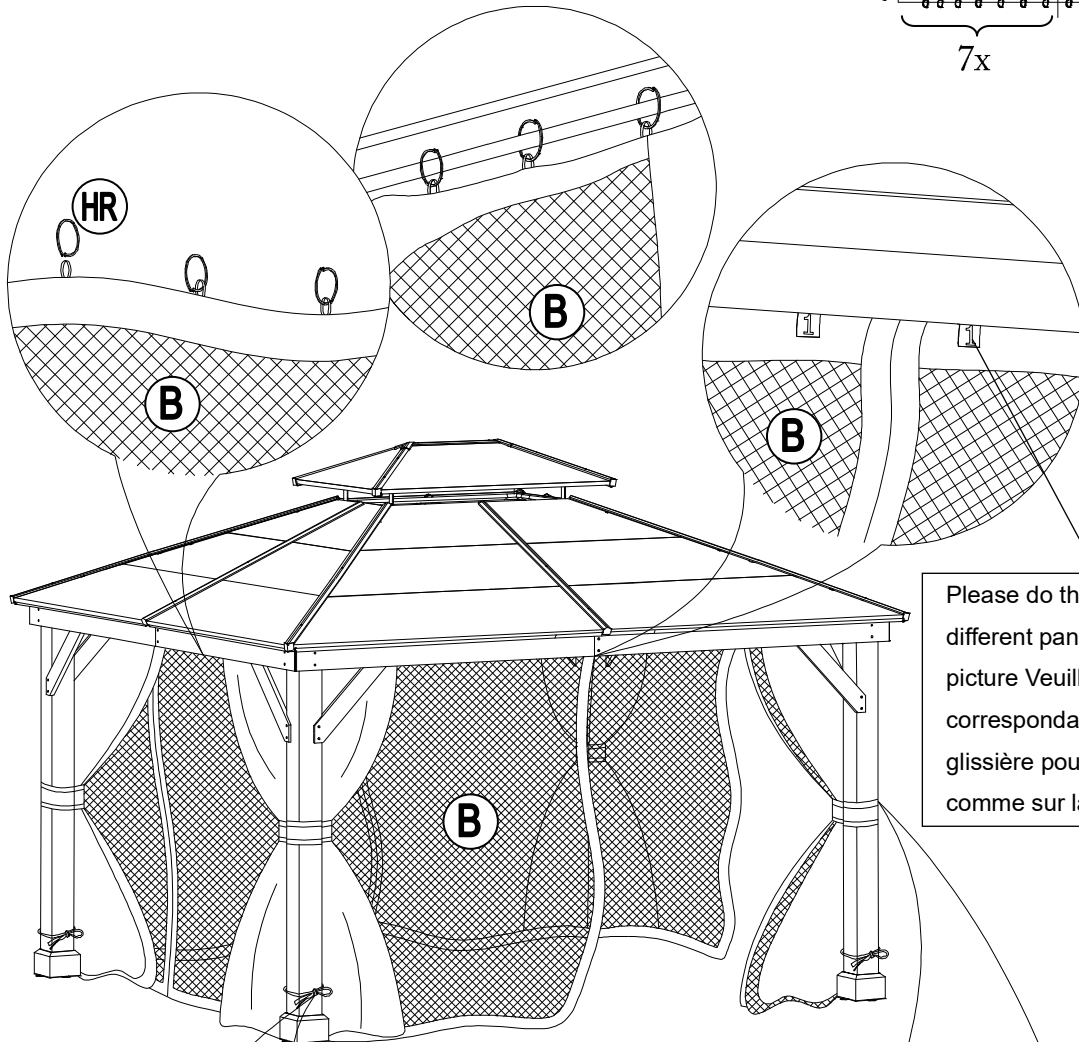 7x
HR
B
B
1
1
B
Please do th
different pan
picture Veuill
corresponda
glissière pou
comme sur la
B